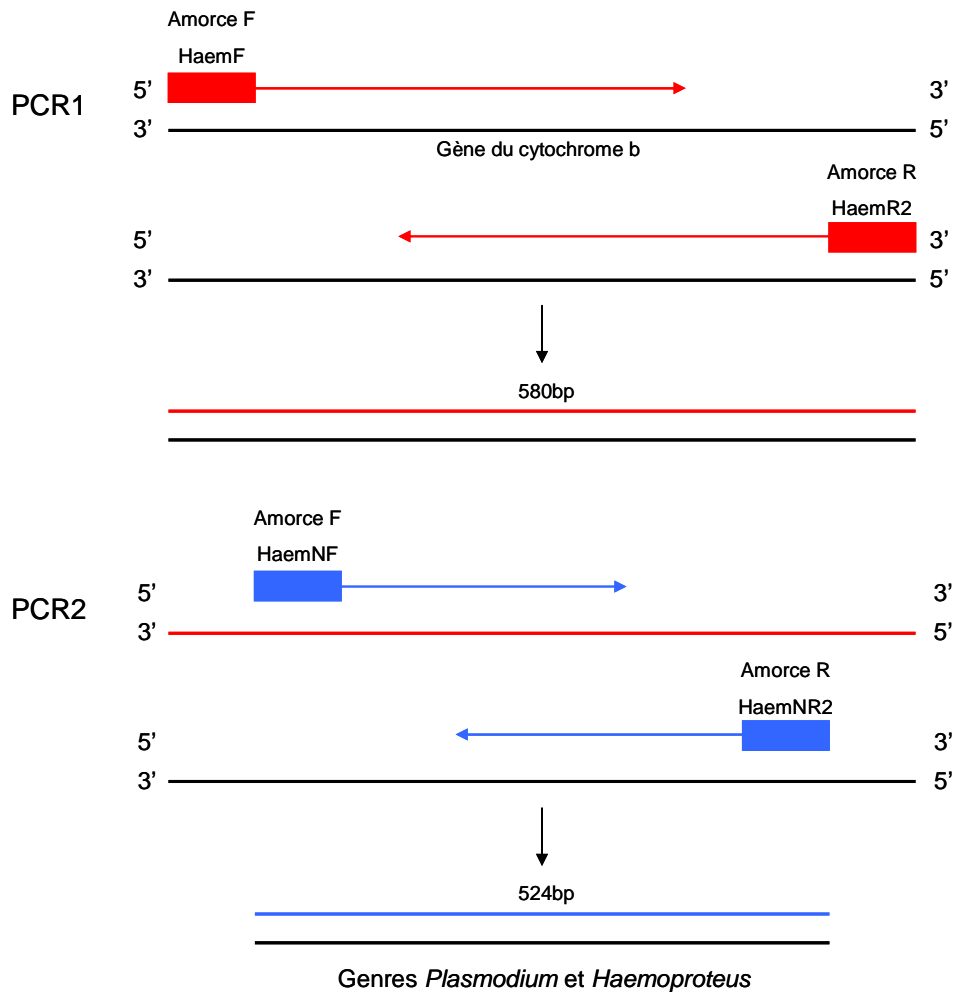 Amorce F
HaemF
PCR1
5’ 3’
3’ 5’
Gène du cytochrome b
Amorce R
HaemR2
5’ 3’
3’ 5’
580bp
Amorce F
HaemNF
PCR2
5’ 3’
3’ 5’
Amorce R
HaemNR2
5’ 3’
3’ 5’
524bp
Genres Plasmodium et Haemoproteus